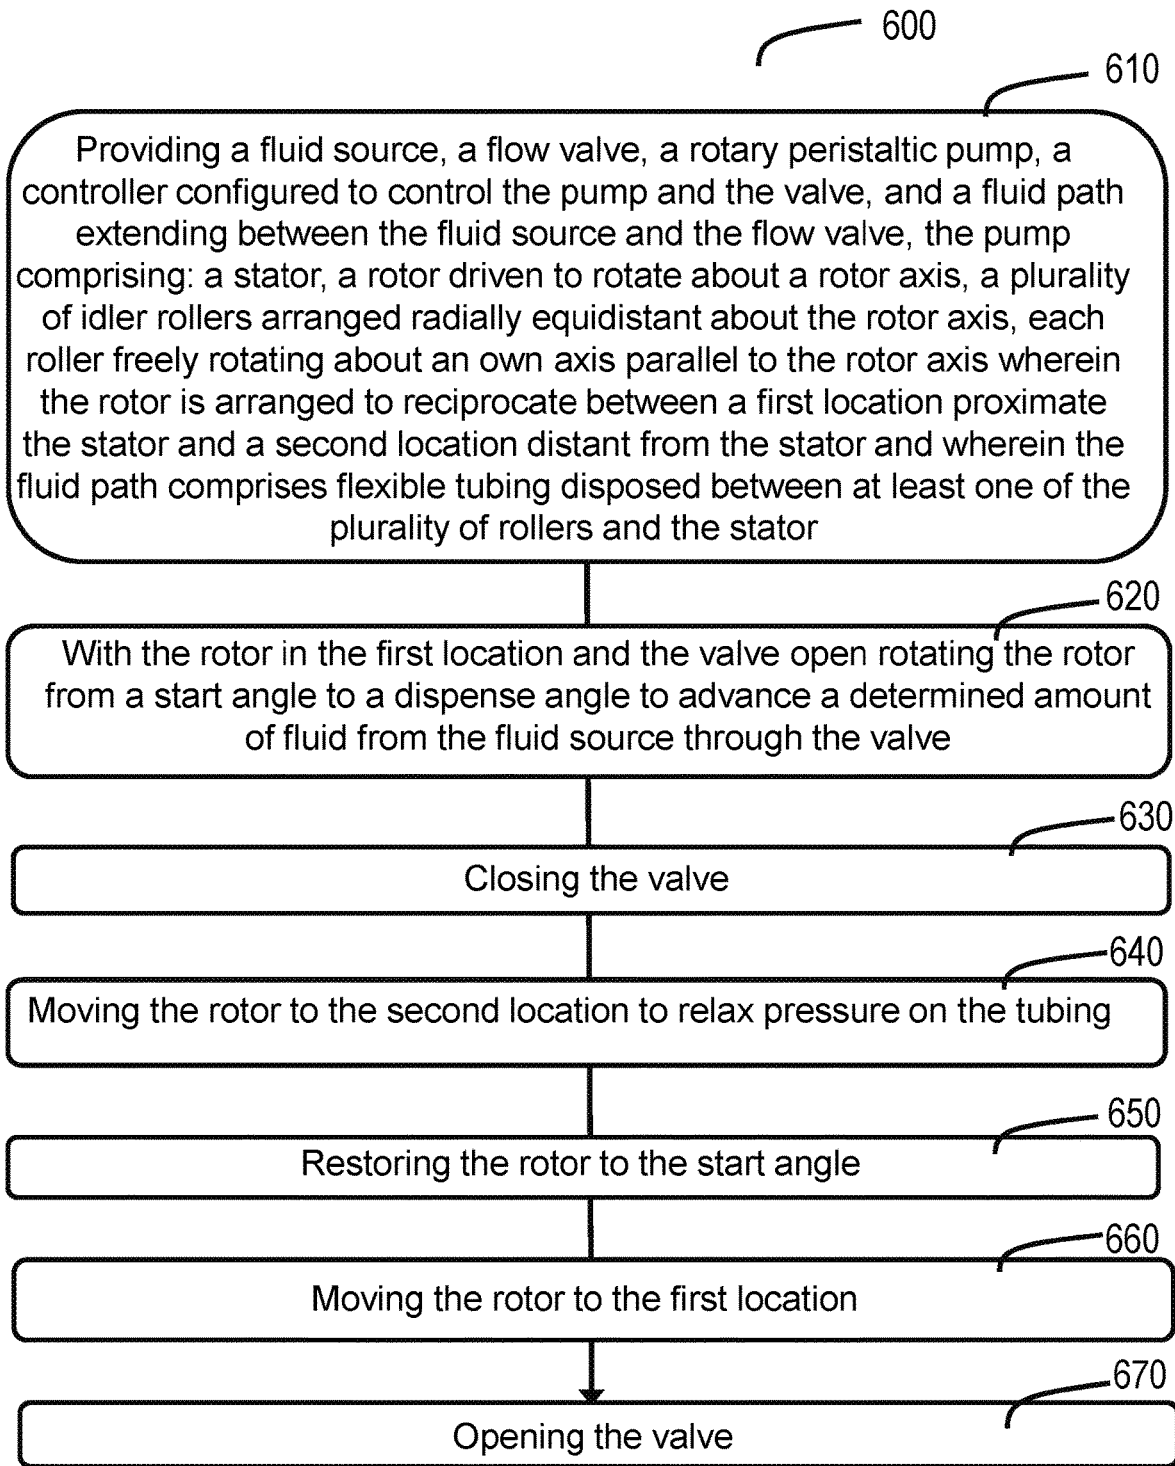 600
610
Providing a fluid source, a flow valve, a rotary peristaltic pump, a
controller configured to control the pump and the valve, and a fluid path
extending between the fluid source and the flow valve, the pump
comprising: a stator, a rotor driven to rotate about a rotor axis, a plurality
of idler rollers arranged radially equidistant about the rotor axis, each
roller freely rotating about an own axis parallel to the rotor axis wherein
the rotor is arranged to reciprocate between a first location proximate
the stator and a second location distant from the stator and wherein the
fluid path comprises flexible tubing disposed between at least one of the
plurality of rollers and the stator
620
With the rotor in the first location and the valve open rotating the rotor
from a start angle to a dispense angle to advance a determined amount
of fluid from the fluid source through the valve
630
Closing the valve
640
Moving the rotor to the second location to relax pressure on the tubing
650
Restoring the rotor to the start angle
660
Moving the rotor to the first location
670
Opening the valve